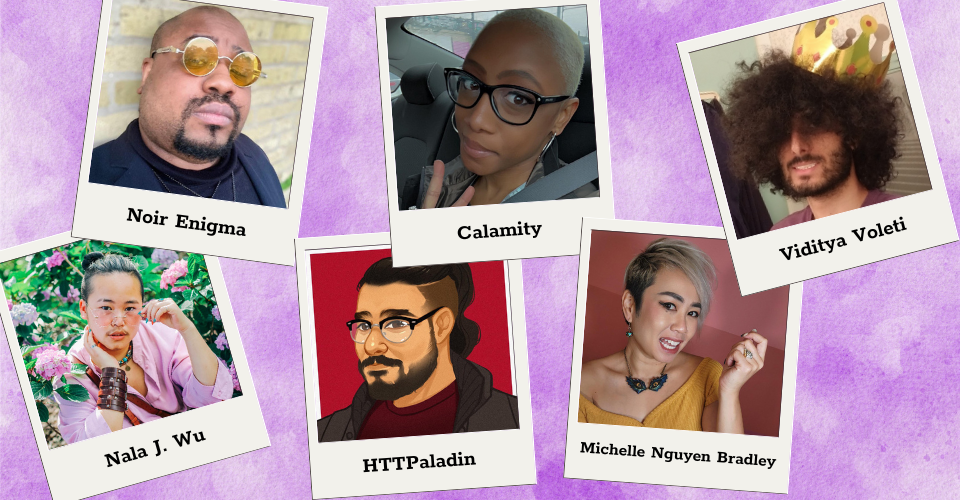 Noir Enigma
Calamity
Viditya Voleti
Nala J. Wu
HTTPaladin
Michelle Nguyen Bradley